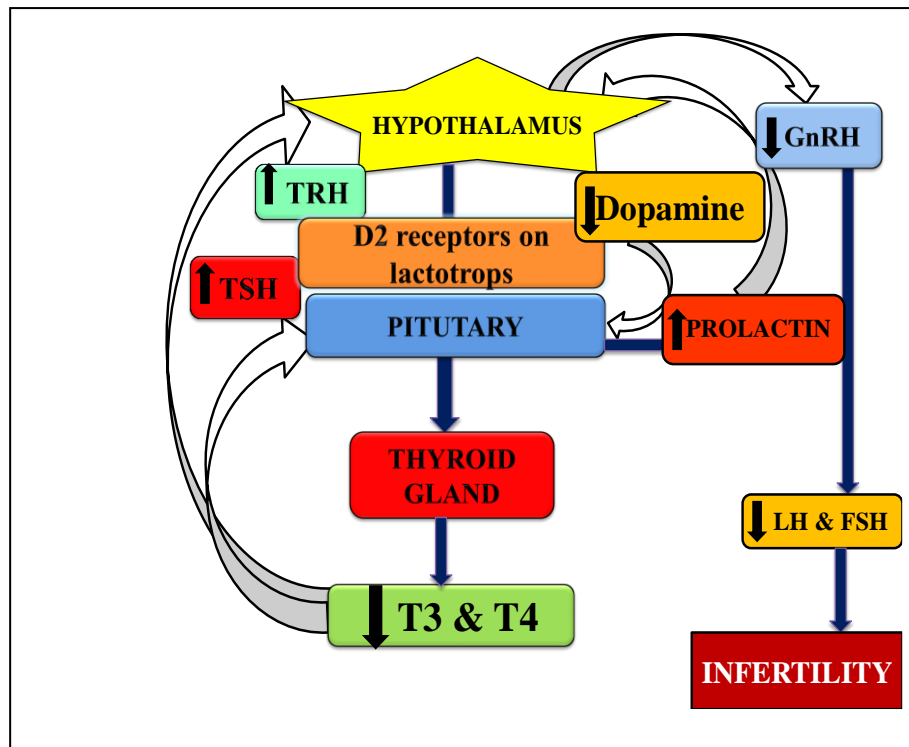 HYPOTHALAMUS
GnRH
TRH
Dopamine
D2 receptors on
lactotrops
TSH
PITUTARY
PROLACTIN
THYROID
GLAND
LH & FSH
T3 & T4
INFERTILITY